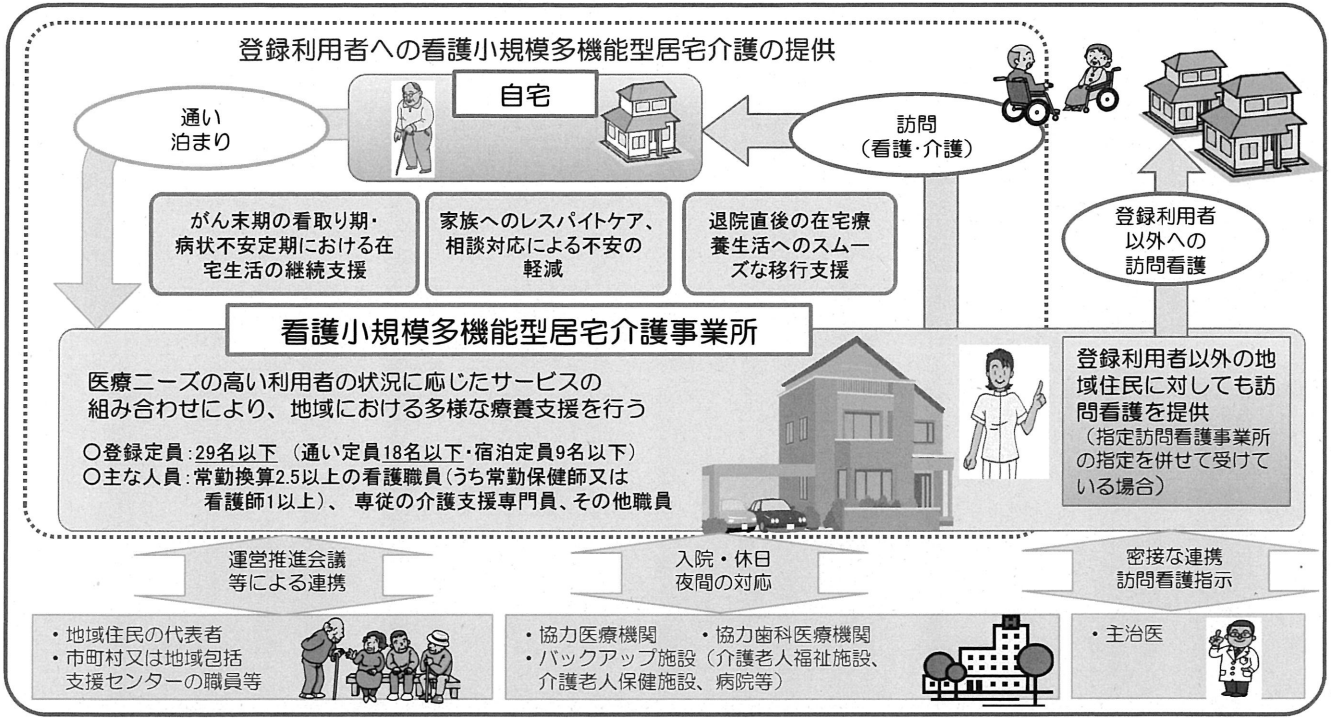 登録利用者への看護小規模多機能型居宅介護の提供
自宅
通い
泊まり
訪問
（看護・介護）
がん末期の看取り期・
病状不安定期における在
宅生活の継続支援
家族へのレスパイトケア、
相談対応による不安の
軽減
退院直後の在宅療
養生活へのスムー
ズな移行支援
登録利用者
以外への
訪問看護
看護小規模多機能型居宅介護事業所
医療ニーズの高い利用者の状況に応じたサービスの
組み合わせにより、地域における多様な療養支援を行う
○登録定員：29名以下（通い定員18名以下・宿泊定員9名以下）
○主な人員：常勤換算2.5以上の看護職員（うち常勤保健師又は
看護師1以上）、専従の介護支援専門員、その他職員
登録利用者以外の地
域住民に対しても訪
問看護を提供
（指定訪問看護事業所
の指定を併せて受けて
いる場合）
運営推進会議
等による連携
入院・休日
夜間の対応
密接な連携
訪問看護指示
・地域住民の代表者
・市町村又は地域包括
支援センターの職員等
・協力医療機関　・協力歯科医療機関
・バックアップ施設（介護老人福祉施設、
介護老人保健施設、病院等）
・主治医